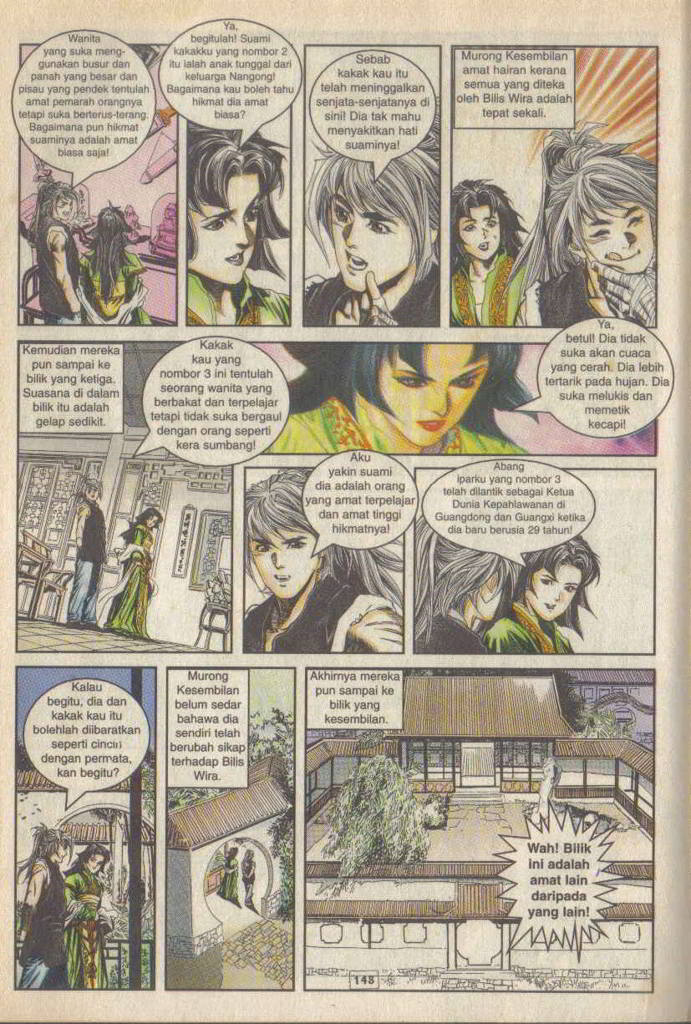 Wanita
yang suka meng-
gunakan busur dan
panah yang besar dan
pisau yang pendek tentulah
amat pemarah orangnya
tetapi suka berterus-terang.
Bagaimana pun hikmat
suaminya adalah amat
biasa saja!
Ya,
begitulah! Suami
kakakku yang nombor 2
itu ialah anak tunggal dari
keluarga Nangong!
Bagaimana kau boleh tahu
hikmat dia amat
biasa?
Sebab
kakak kau itu
telah meninggalkan
senjata-senjatanya di
sini! Dia tak mahu
menyakitkan hati
suaminya!
Murong Kesembilan
amat hairan kerana
semua yang diteka
oleh Bilis Wira adalah
tepat sekali.
Kemudian mereka
pun sampai ke
bilik yang ketiga.
Suasana di dalam
bilik itu adalah
gelap sedikit.
Kakak
kau yang
nombor 3 ini tentulah
seorang wanita yang
berbakat dan terpelajar
tetapi tidak suka bergaul
dengan orang seperti
kera sumbang!
Ya,
betul! Dia tidak
suka akan cuaca
yang cerah. Dia lebih
tertarik pada hujan. Dia
suka melukis dan
memetik
kecapi!
Aku
yakin suami
dia adalah orang
yang amat terpelajar
dan amat tinggi
hikmatnya!
Abang
iparku yang nombor 3
telah dilantik sebagai Ketua
Dunia Kepahlawanan di
Guangdong dan Guangxi ketika
dia baru berusia 29 tahun!
Kalau
begitu, dia dan
kakak kau itu
bolehlah diibaratkan
seperti cincin
dengan permata,
kan begitu?
Murong
Kesembilan
belum sedar
bahawa dia
sendiri telah
berubah sikap
terhadap Bilis
Wira.
Akhirnya mereka
pun sampai ke
bilik yang
kesembilan.
Wah! Bilik
ini adalah
amat lain
daripada
yang lain!
148